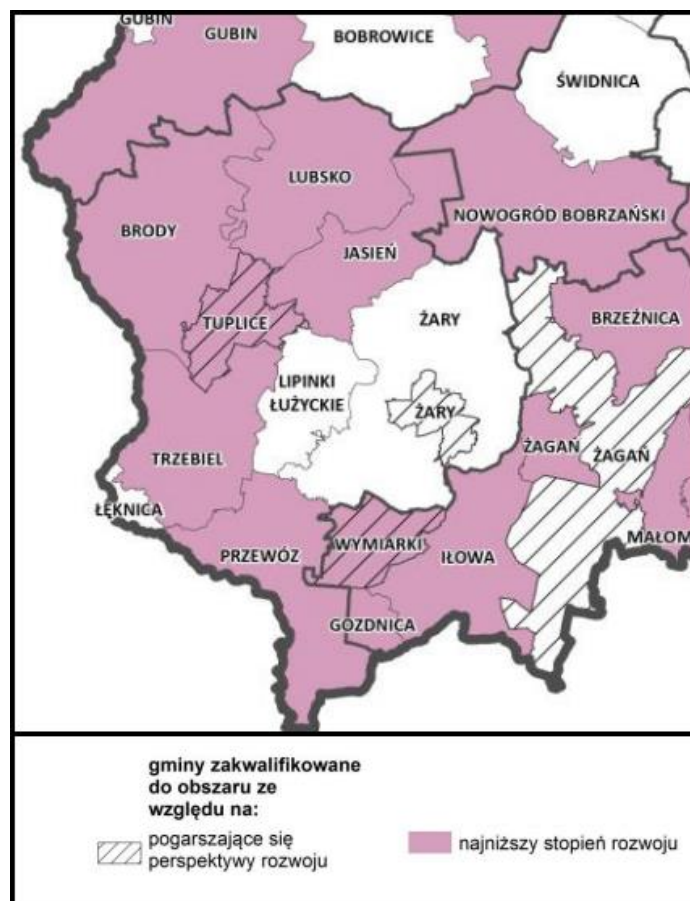 GUBIN
GUBIN
BOBROWICE
ŚWIDNICA
LUBSKO
NOWOGRÓD BOBRZAŃSKI
BRODY
JASIEŃ
TUPLICE
ŻARY
BRZEŹNICA
LIPINKI
ŁUŻYCKIE
ŻARY
TRZEBIEL
ŻAGAŃ
ŻAGAŃ
ŁĘKNICA
PRZEWÓZ
WYMIARKI
IŁOWA
MAŁOM
GOZDNICA
gminy zakwalifikowane
do obszaru ze
względu na:
pogarszające się
perspektywy rozwoju
najniższy stopień rozwoju